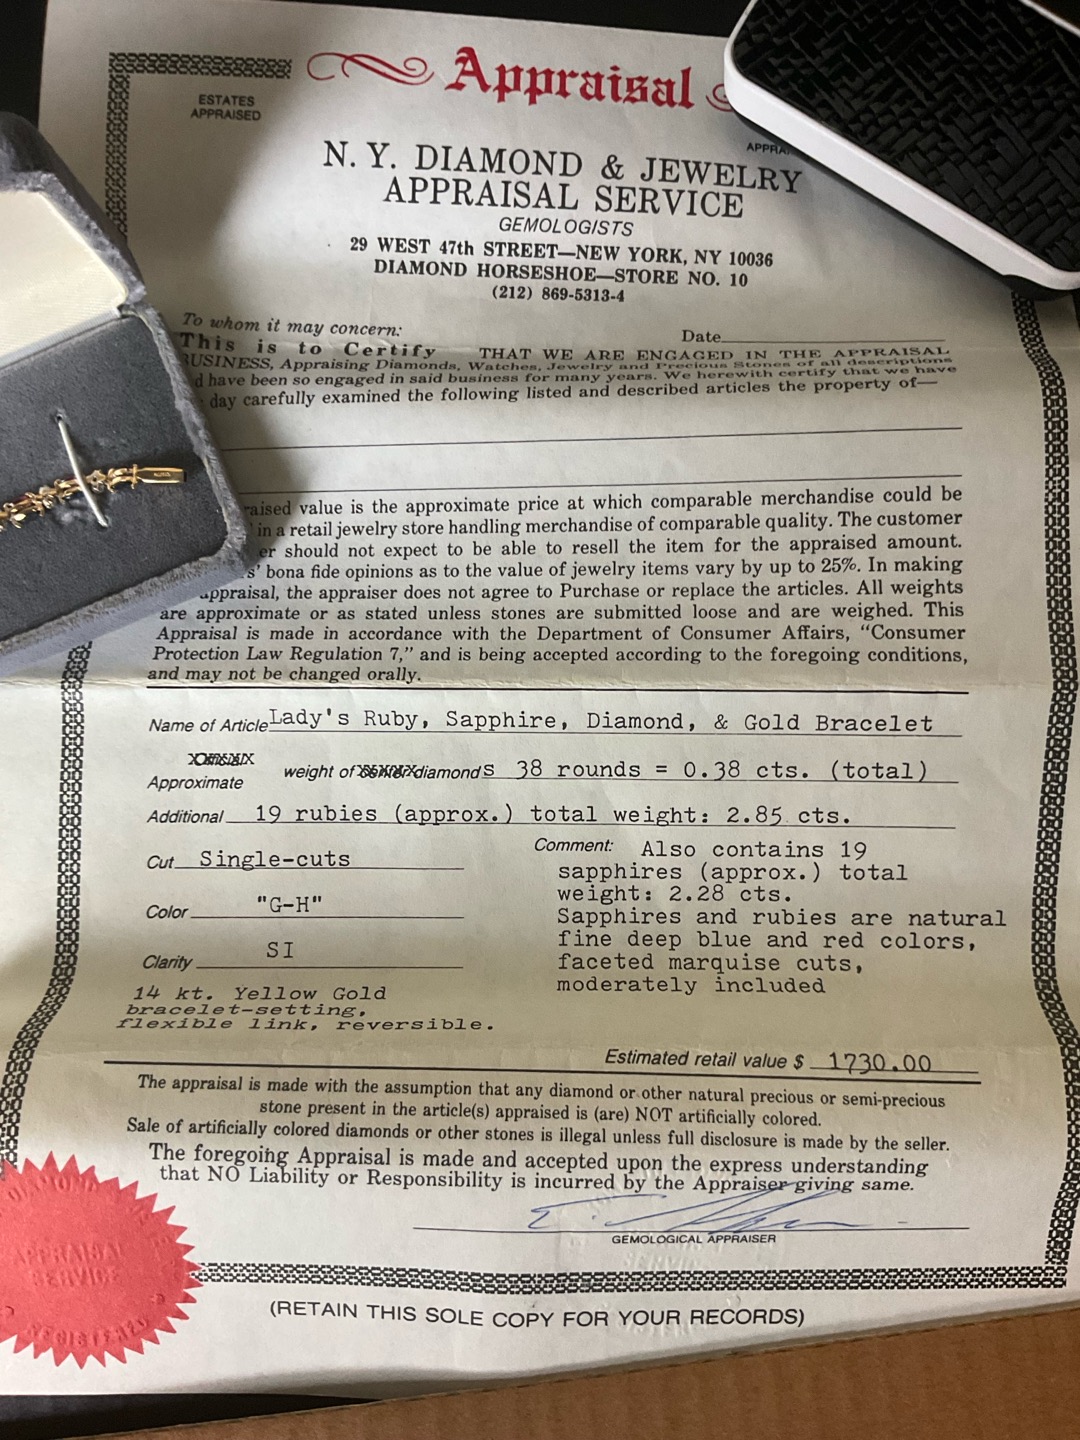 Appraisal
ESTATES
APPRAISED
N. Y. DIAMOND & JEWELRY
APPRAISAL SERVICE
GEMOLOGISTS
29 WEST 47th STREET—NEW YORK, NY 10036
DIAMOND HORSESHOE—STORE NO. 10
(212) 869-5313-4
To whom it may concern:
Date
This is to Certify THAT WE ARE ENGAGED IN THE APPRAISAL
BUSINESS, Appraising Diamonds, Watches, Jewelry and Precious Stones of all descriptions
d have been so engaged in said business for many years. We herewith certify that we have
day carefully examined the following listed and described articles the property of—
raised value is the approximate price at which comparable merchandise could be
in a retail jewelry store handling merchandise of comparable quality. The customer
er should not expect to be able to resell the item for the appraised amount.
s' bona fide opinions as to the value of jewelry items vary by up to 25%. In making
appraisal, the appraiser does not agree to Purchase or replace the articles. All weights
are approximate or as stated unless stones are submitted loose and are weighed. This
Appraisal is made in accordance with the Department of Consumer Affairs, “Consumer
Protection Law Regulation 7,” and is being accepted according to the foregoing conditions,
and may not be changed orally.
Name of Article Lady's Ruby, Sapphire, Diamond, & Gold Bracelet
Approximate weight of diamonds 38 rounds = 0.38 cts. (total)
Additional 19 rubies (approx.) total weight: 2.85 cts.
Cut Single-cuts
Color "G-H"
Clarity SI
14 kt. Yellow Gold
bracelet-setting,
flexible link, reversible.
Comment: Also contains 19
sapphires (approx.) total
weight: 2.28 cts.
Sapphires and rubies are natural
fine deep blue and red colors,
faceted marquise cuts,
moderately included
Estimated retail value $ 1730.00
The appraisal is made with the assumption that any diamond or other natural precious or semi-precious
stone present in the article(s) appraised is (are) NOT artificially colored.
Sale of artificially colored diamonds or other stones is illegal unless full disclosure is made by the seller.
The foregoing Appraisal is made and accepted upon the express understanding
that NO Liability or Responsibility is incurred by the Appraiser giving same.
GEMOLOGICAL APPRAISER
APPRAISAL
SERVICE
REGISTERED
(RETAIN THIS SOLE COPY FOR YOUR RECORDS)